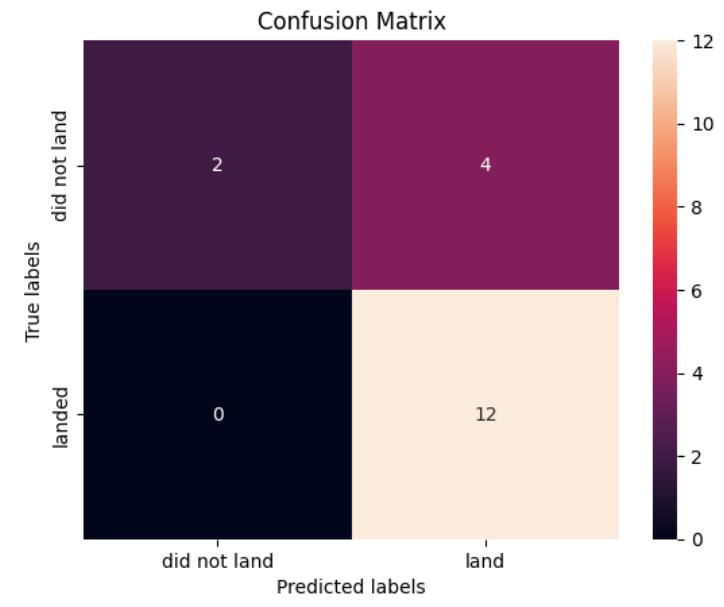 Confusion Matrix
True labels
did not land
landed
2
4
0
12
did not land
land
Predicted labels
12
10
8
6
4
2
0